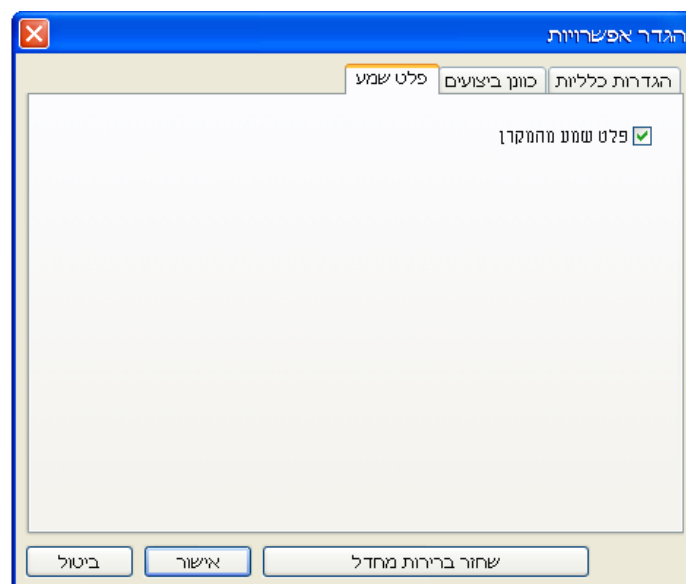 הגדר אפשרויות
הגדרות כלליות כוונן ביצועים פלט שמע
פלט שמע מהמקרן
שחזר ברירות מחדל אישור ביטול